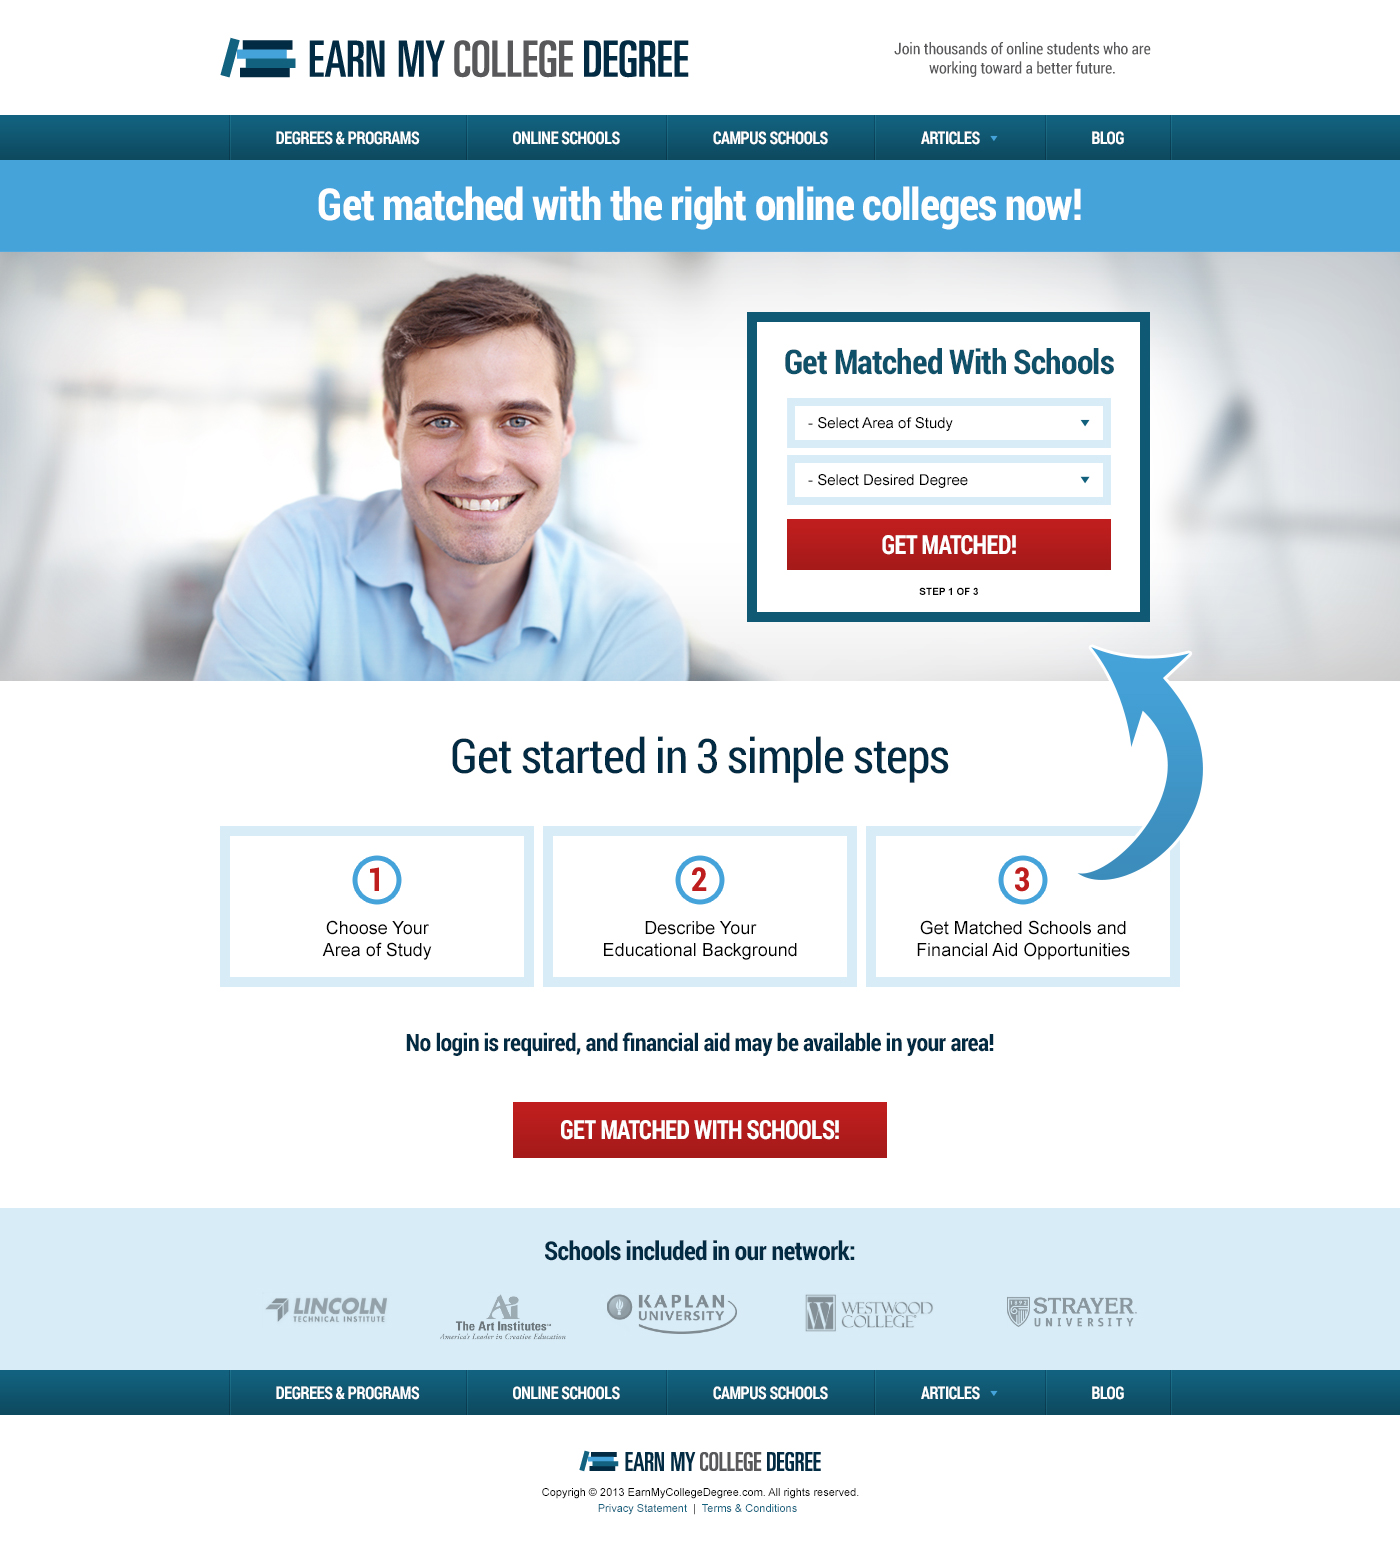 EARN MY COLLEGE DEGREE
Join thousands of online students who are
working toward a better future.
DEGREES & PROGRAMS
ONLINE SCHOOLS
CAMPUS SCHOOLS
ARTICLES
BLOG
Get matched with the right online colleges now!
Get Matched With Schools
- Select Area of Study
- Select Desired Degree
GET MATCHED!
STEP 1 OF 3
Get started in 3 simple steps
1
Choose Your
Area of Study
2
Describe Your
Educational Background
3
Get Matched Schools and
Financial Aid Opportunities
No login is required, and financial aid may be available in your area!
GET MATCHED WITH SCHOOLS!
Schools included in our network:
LINCOLN
TECHNICAL INSTITUTE
Ai
The Art Institutes™
America's Leader in Creative Education
KAPLAN
UNIVERSITY
W
WESTWOOD
COLLEGE
STRAYER
UNIVERSITY
DEGREES & PROGRAMS
ONLINE SCHOOLS
CAMPUS SCHOOLS
ARTICLES
BLOG
EARN MY COLLEGE DEGREE
Copyrigh © 2013 EarnMyCollegeDegree.com. All rights reserved.
Privacy Statement | Terms & Conditions